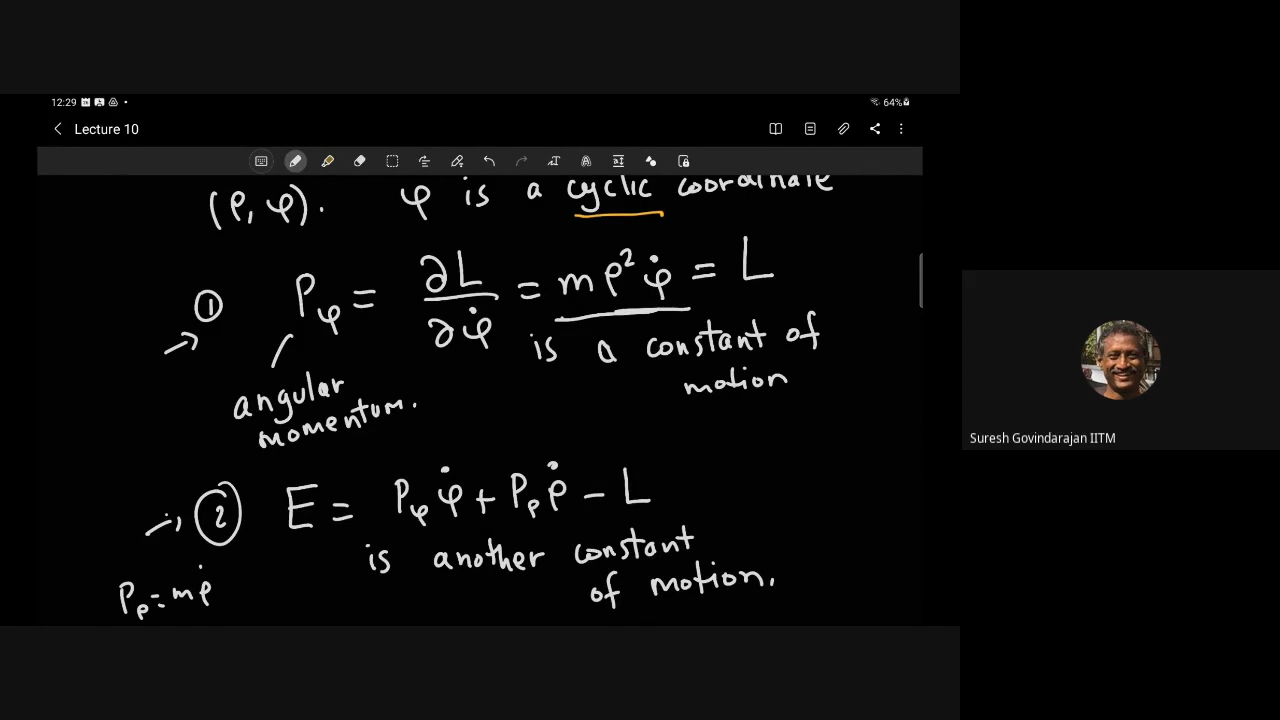 12:29 64%
Lecture 10
(ρ, φ). φ is a cyclic coordinate
① P_φ = ∂L/∂φ̇ = mρ²φ̇ = L
is a constant of
motion
angular
momentum.
② E = P_φ φ̇ + P_ρ ρ̇ - L
is another constant
of motion.
P_ρ = mρ̇
Suresh Govindarajan IITM